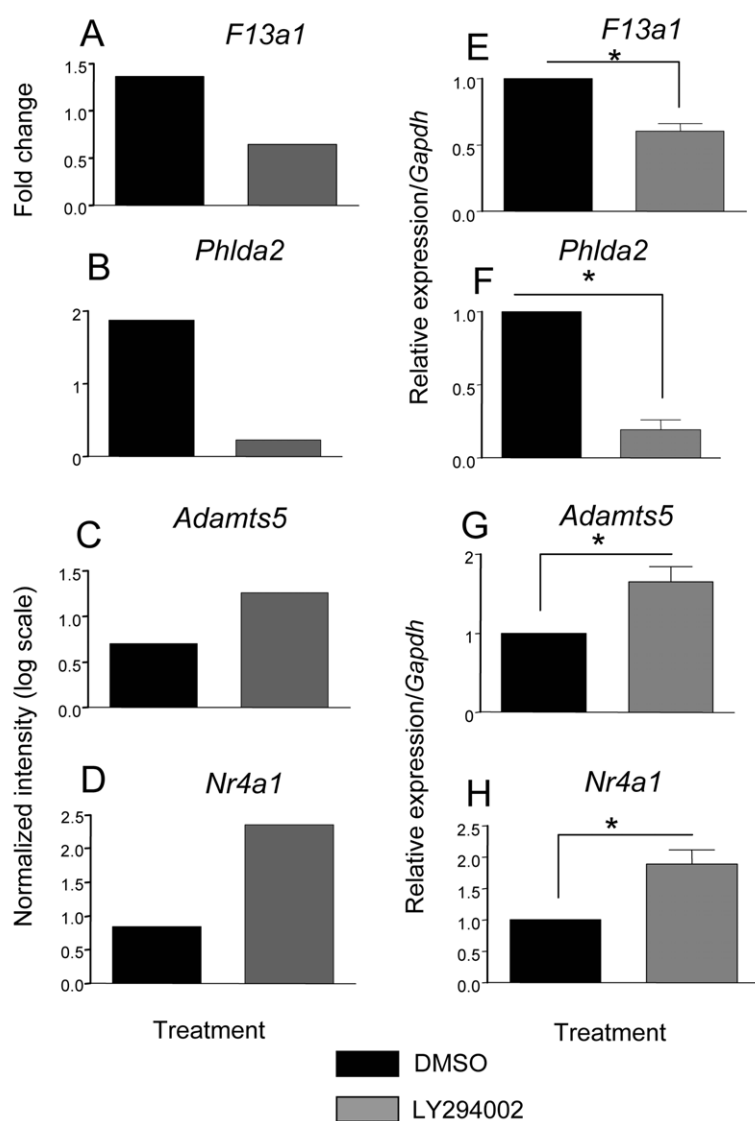 A
F13a1
Fold change
1.5
1.0
0.5
0.0
B
Phlda2
2
1
0
C
Adamts5
Normalized intensity (log scale)
1.5
1.0
0.5
0.0
D
Nr4a1
2.5
2.0
1.5
1.0
0.5
0.0
Treatment
E
F13a1
*
Relative expression/Gapdh
1.0
0.5
0.0
F
Phlda2
*
1.0
0.5
0.0
G
Adamts5
*
Relative expression/Gapdh
2
1
0
H
Nr4a1
*
2.5
2.0
1.5
1.0
0.5
0.0
Treatment
DMSO
LY294002